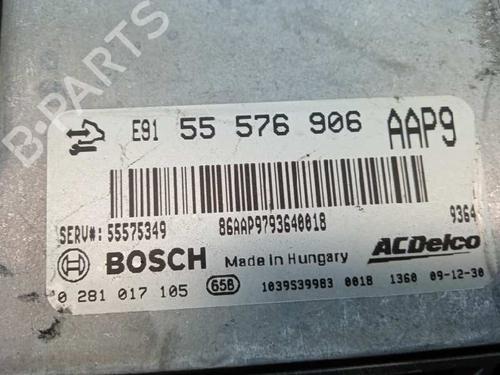 B-PARTS
E91 55 576 906 AAP9
SERV#: 55575349 86AAP9793640018 9364
BOSCH Made in Hungary ACDelco
0 281 017 105 65B 1039S39983 0018 1360 09-12-30